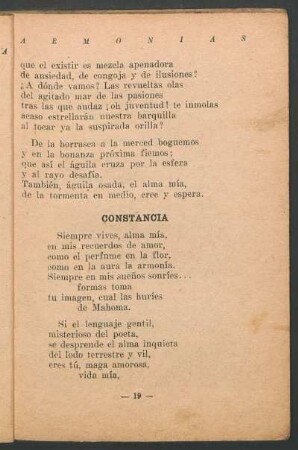 A R M O N I A S
que el existir es mezcla apenadora
de ansiedad, de congoja y de ilusiones?
¿A dónde vamos? Las revueltas olas
del agitado mar de las pasiones
tras las que audaz ¡oh juventud! te inmolas
acaso estrellarán nuestra barquilla
al tocar ya la suspirada orilla?
De la borrasca a la merced boguemos
y en la bonanza próxima fiemos;
que así el águila cruza por la esfera
y al rayo desafía.
También, águila osada, el alma mía,
de la tormenta en medio, cree y espera.
CONSTANCIA
Siempre vives, alma mía,
en mis recuerdos de amor,
como el perfume en la flor,
como en la aura la armonía.
Siempre en mis sueños sonríes...
formas toma
tu imagen, cual las huríes
de Mahoma.
Si el lenguaje gentil,
misterioso del poeta,
se desprende el alma inquieta
del lodo terrestre y vil,
eres tú, maga amorosa,
vida mía,
— 19 —